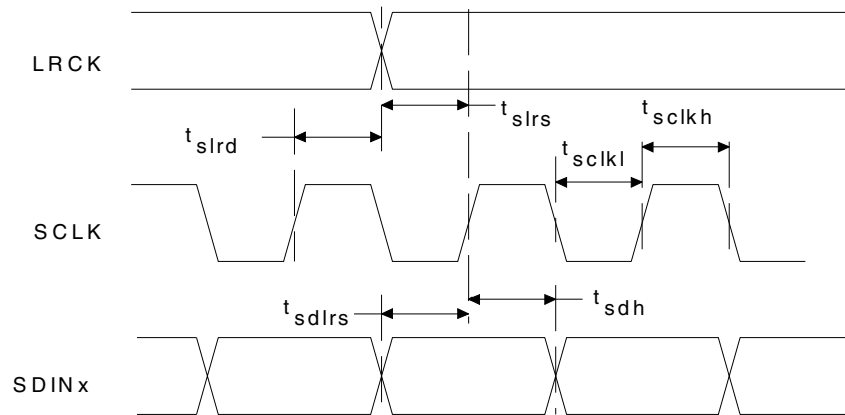 LRCK
t slrd
t slrs
t sclkh
t sclkl
SCLK
t sdlrs
t sdh
SDINx